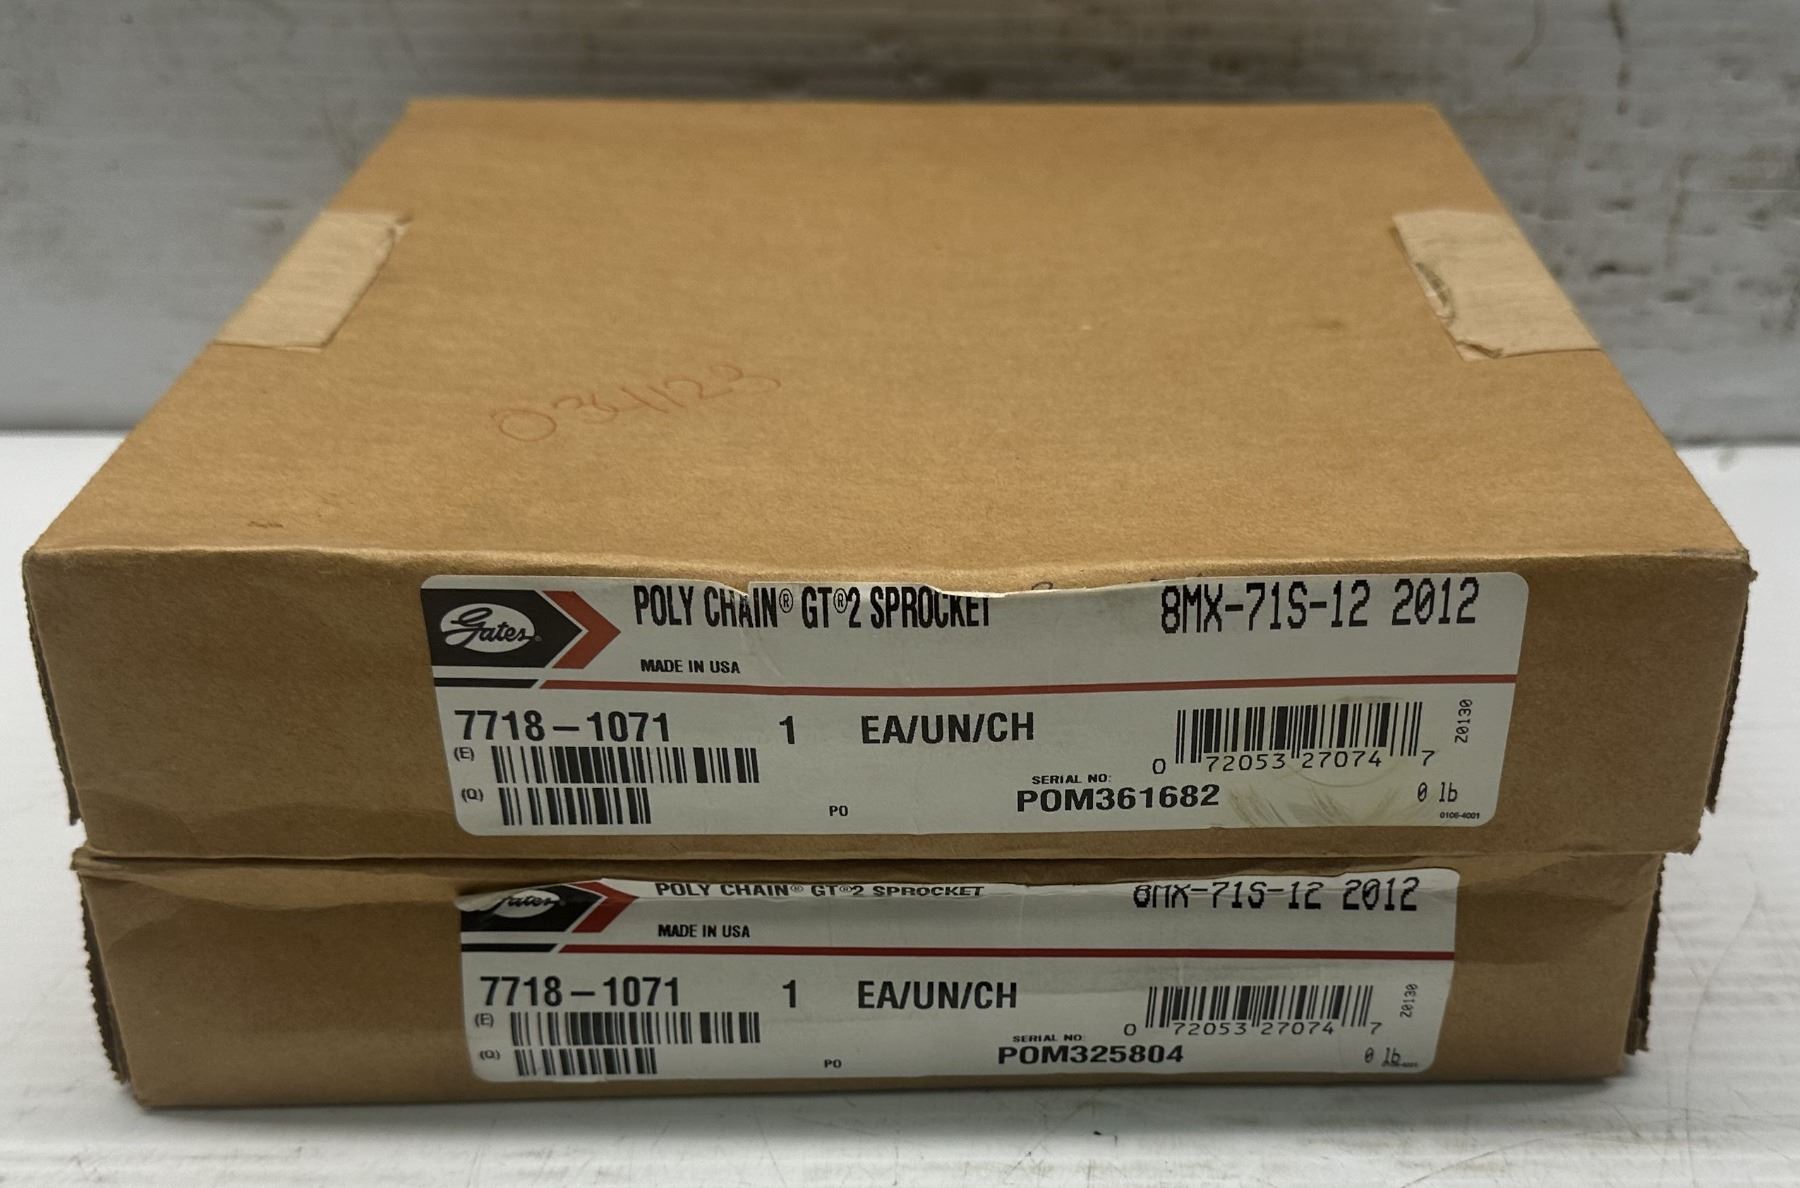 034123
Gates
POLY CHAIN® GT®2 SPROCKET
8MX-71S-12 2012
MADE IN USA
7718-1071 1 EA/UN/CH
(E)
(Q)
PO
SERIAL NO:
POM361682
0 72053 27074 7
Z0130
0 lb
0106-4001
Gates
POLY CHAIN® GT®2 SPROCKET
8MX-71S-12 2012
MADE IN USA
7718-1071 1 EA/UN/CH
(E)
(Q)
PO
SERIAL NO:
POM325804
0 72053 27074 7
Z0130
0 lb